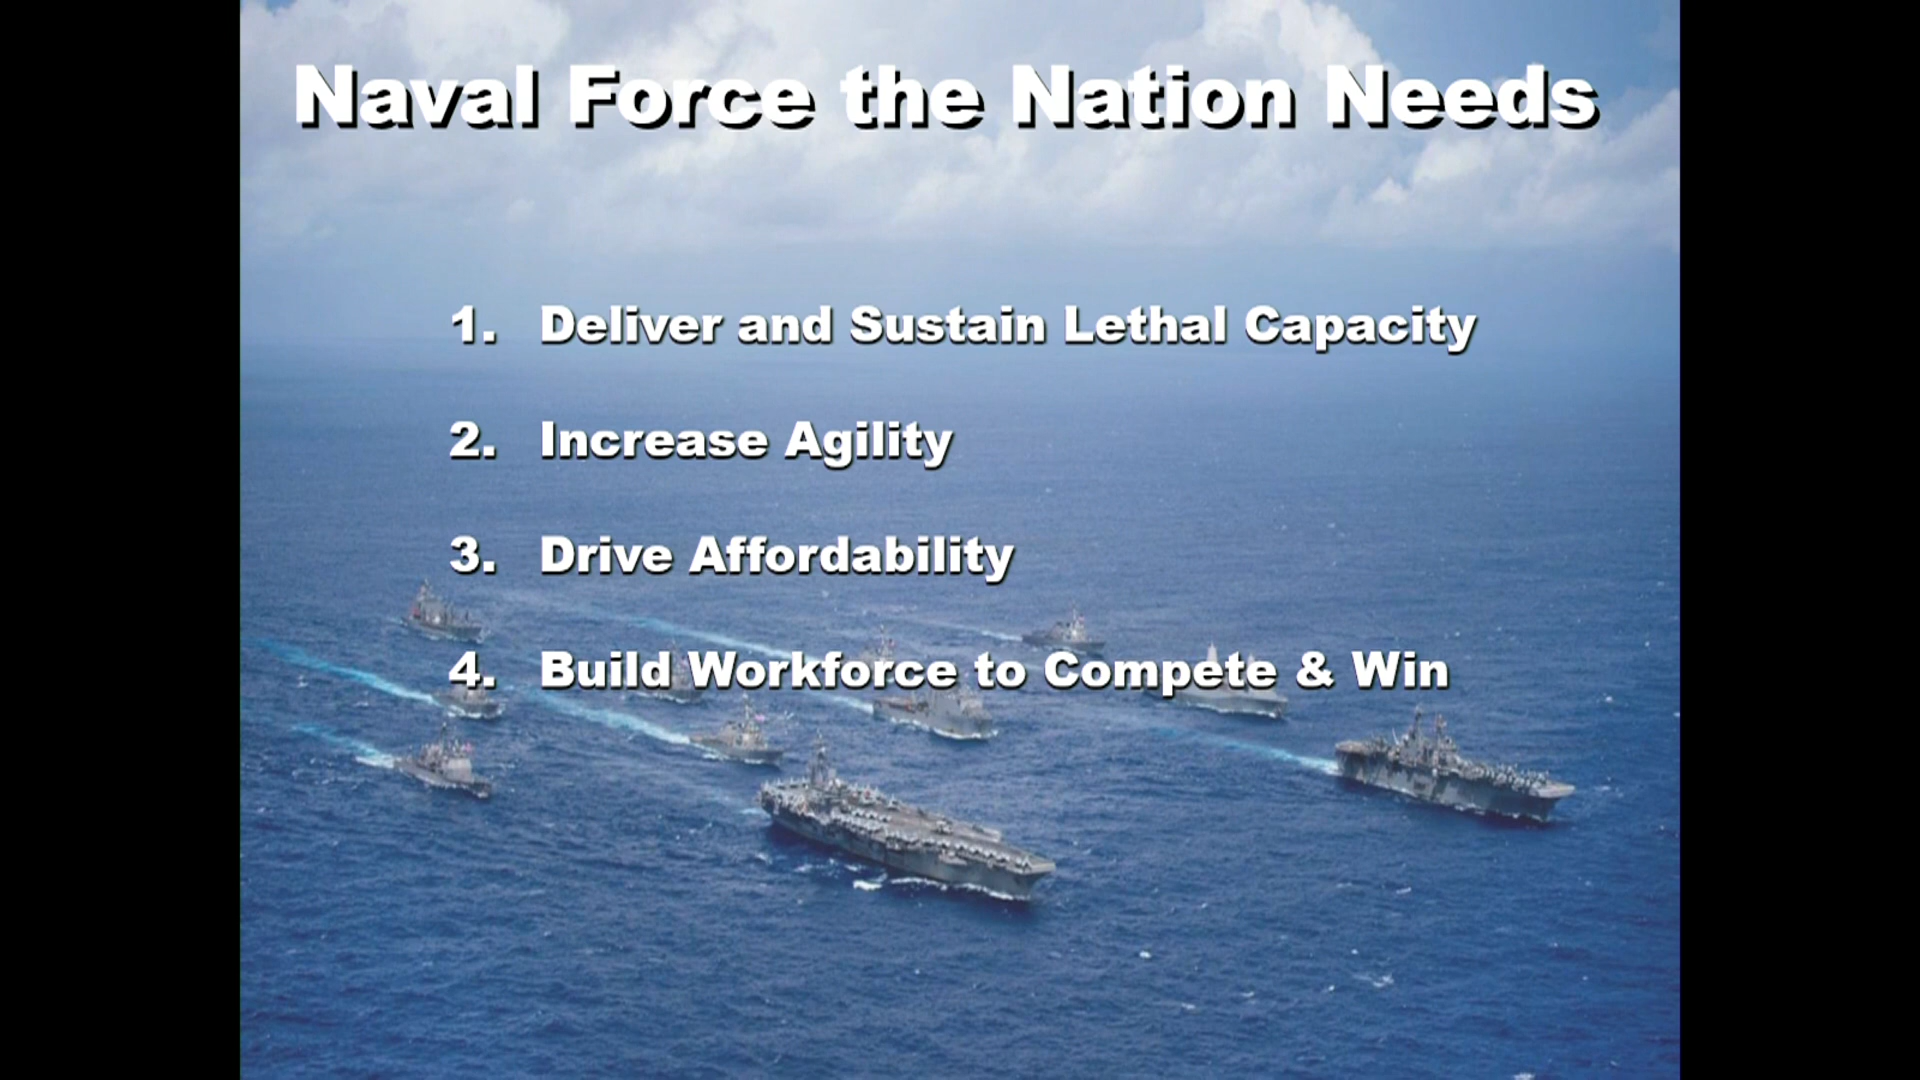 Naval Force the Nation Needs
1. Deliver and Sustain Lethal Capacity
2. Increase Agility
3. Drive Affordability
4. Build Workforce to Compete & Win